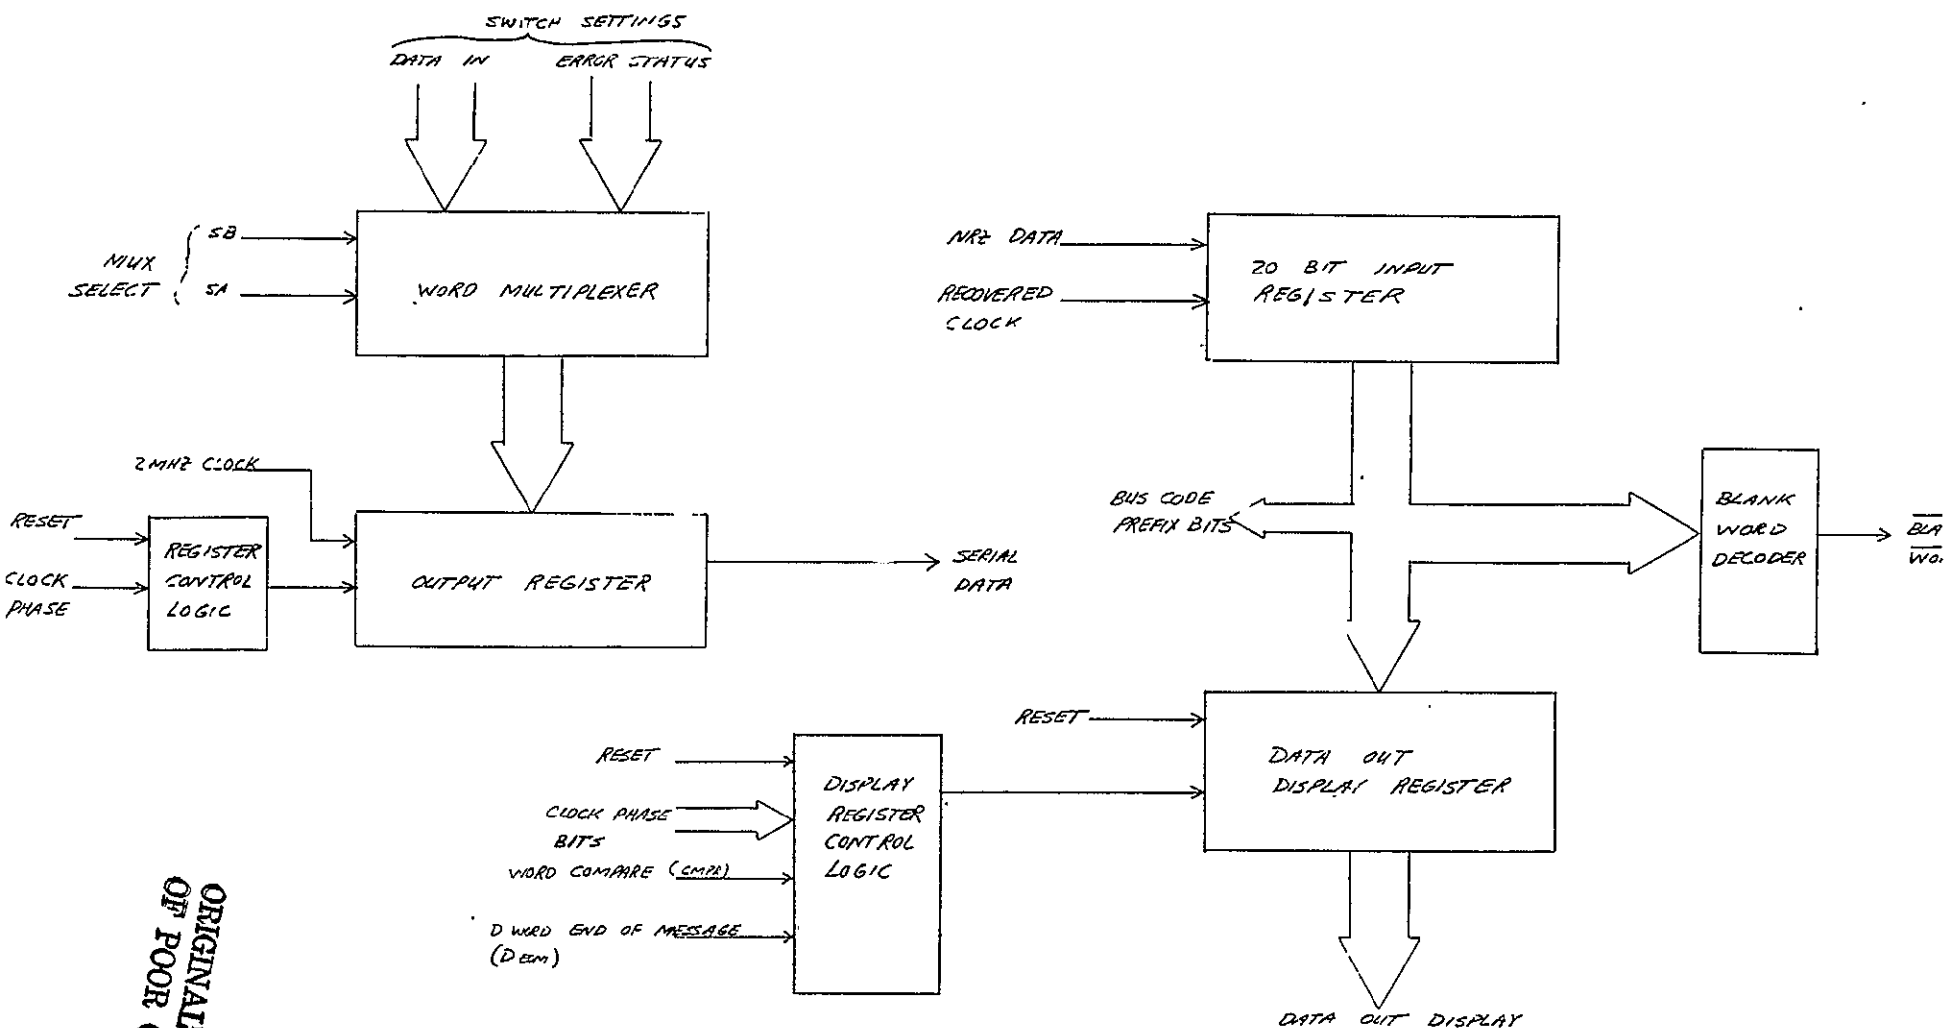 SWITCH SETTINGS
DATA IN
ERROR STATUS
MUX
SELECT
SB
SA
WORD MULTIPLEXER
NRZ DATA
RECOVERED
CLOCK
20 BIT INPUT
REGISTER
2 MHZ CLOCK
RESET
CLOCK
PHASE
REGISTER
CONTROL
LOGIC
OUTPUT REGISTER
SERIAL
DATA
BUS CODE
PREFIX BITS
BLANK
WORD
DECODER
RESET
DATA OUT
DISPLAY REGISTER
RESET
CLOCK PHASE
BITS
WORD COMPARE (CMPR)
D WORD END OF MESSAGE
(D EOM)
DISPLAY
REGISTER
CONTROL
LOGIC
DATA OUT DISPLAY
ORIGINAL
OF POOR